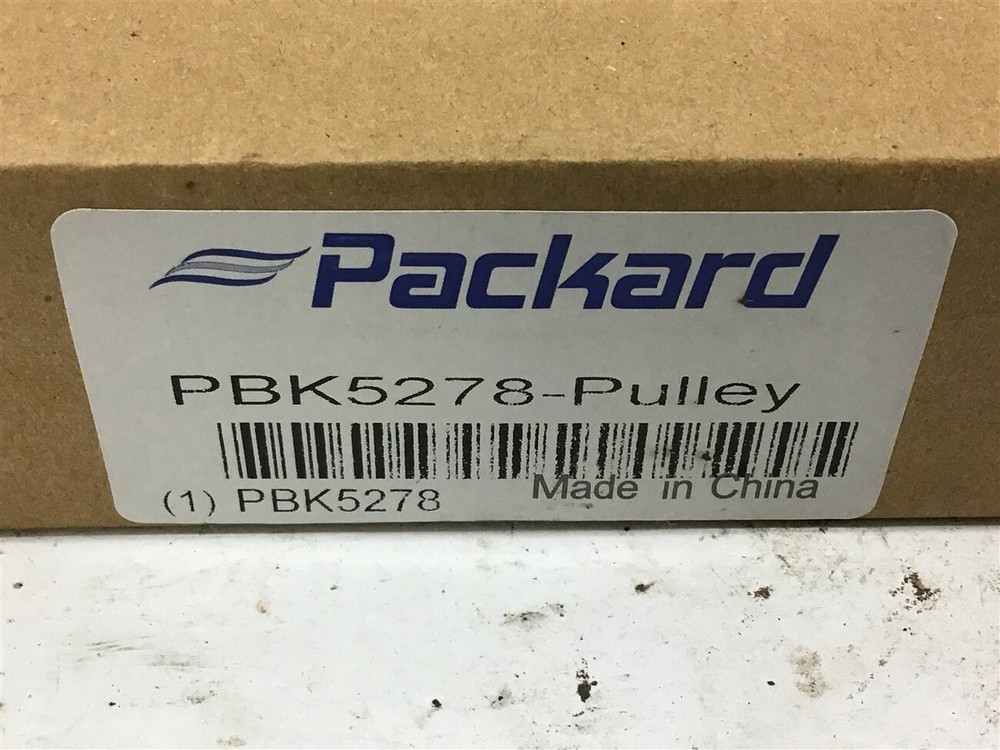 Packard
PBK5278-Pulley
(1) PBK5278
Made in China